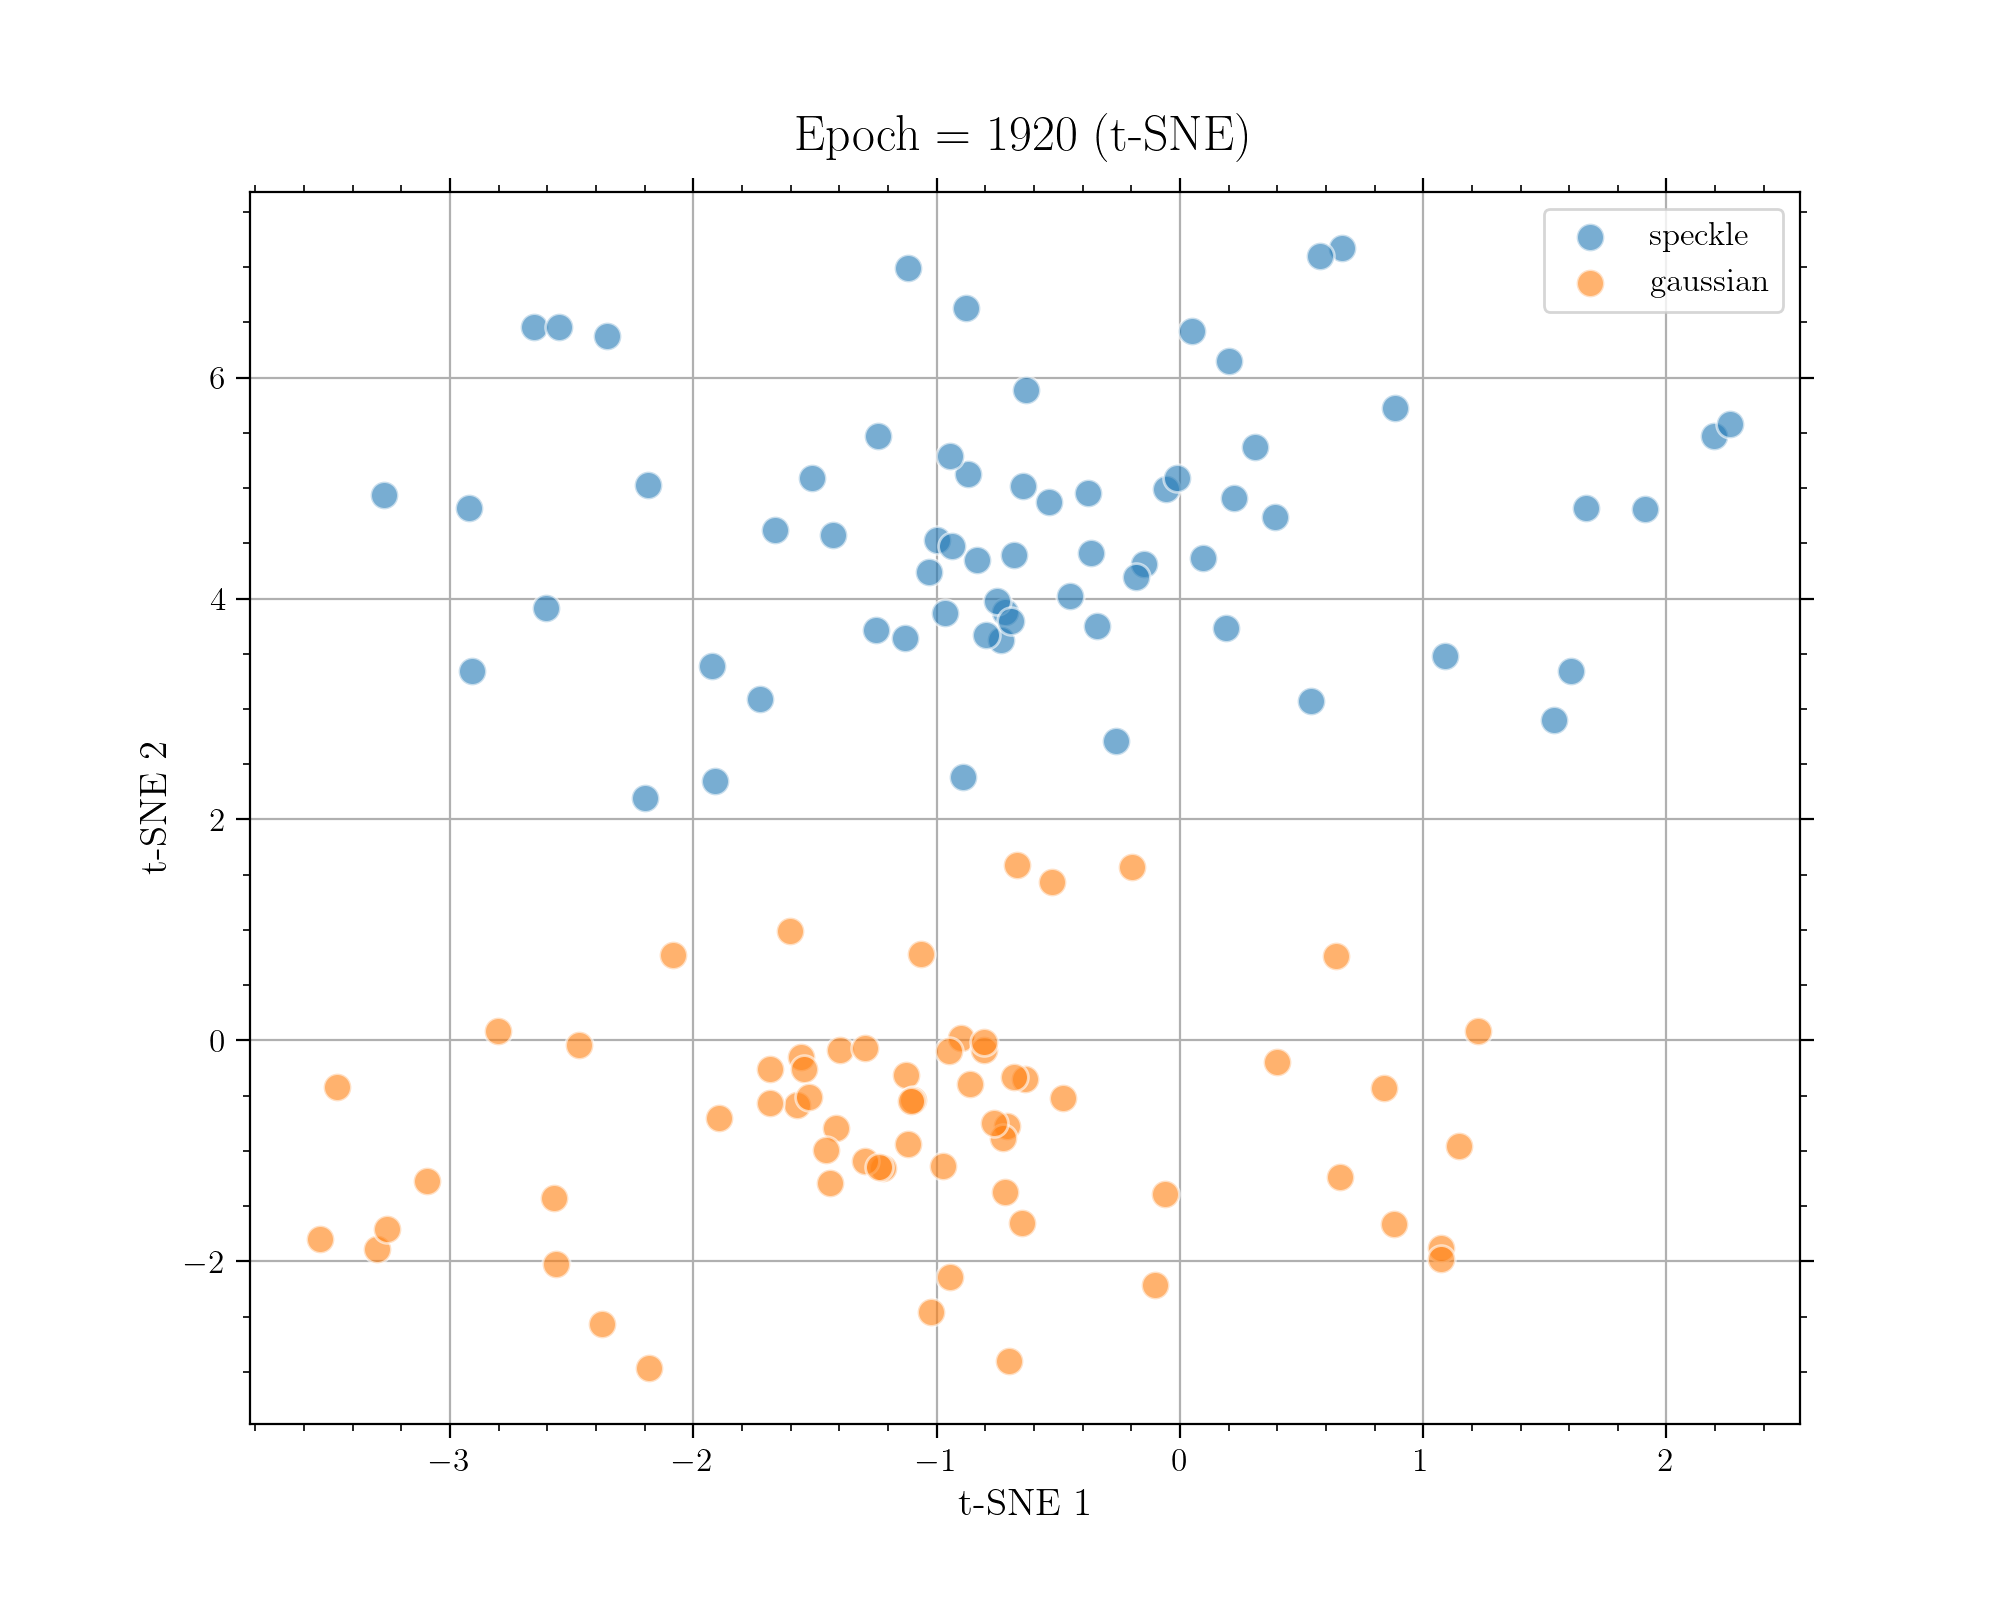 Epoch = 1920 (t-SNE)
speckle
gaussian
6
4
2
0
−2
t-SNE 2
−3
−2
−1
0
1
2
t-SNE 1